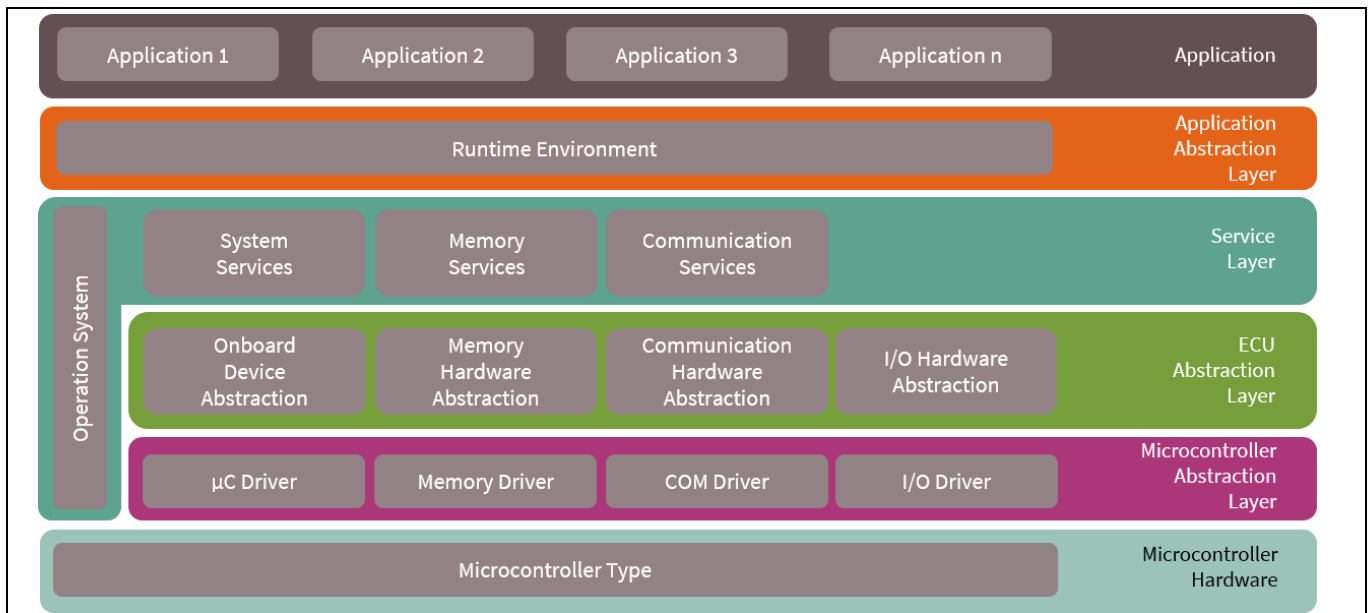 Application 1
Application 2
Application 3
Application n
Application
Runtime Environment
Application
Abstraction
Layer
Operation System
System
Services
Memory
Services
Communication
Services
Service
Layer
Onboard
Device
Abstraction
Memory
Hardware
Abstraction
Communication
Hardware
Abstraction
I/O Hardware
Abstraction
ECU
Abstraction
Layer
µC Driver
Memory Driver
COM Driver
I/O Driver
Microcontroller
Abstraction
Layer
Microcontroller Type
Microcontroller
Hardware